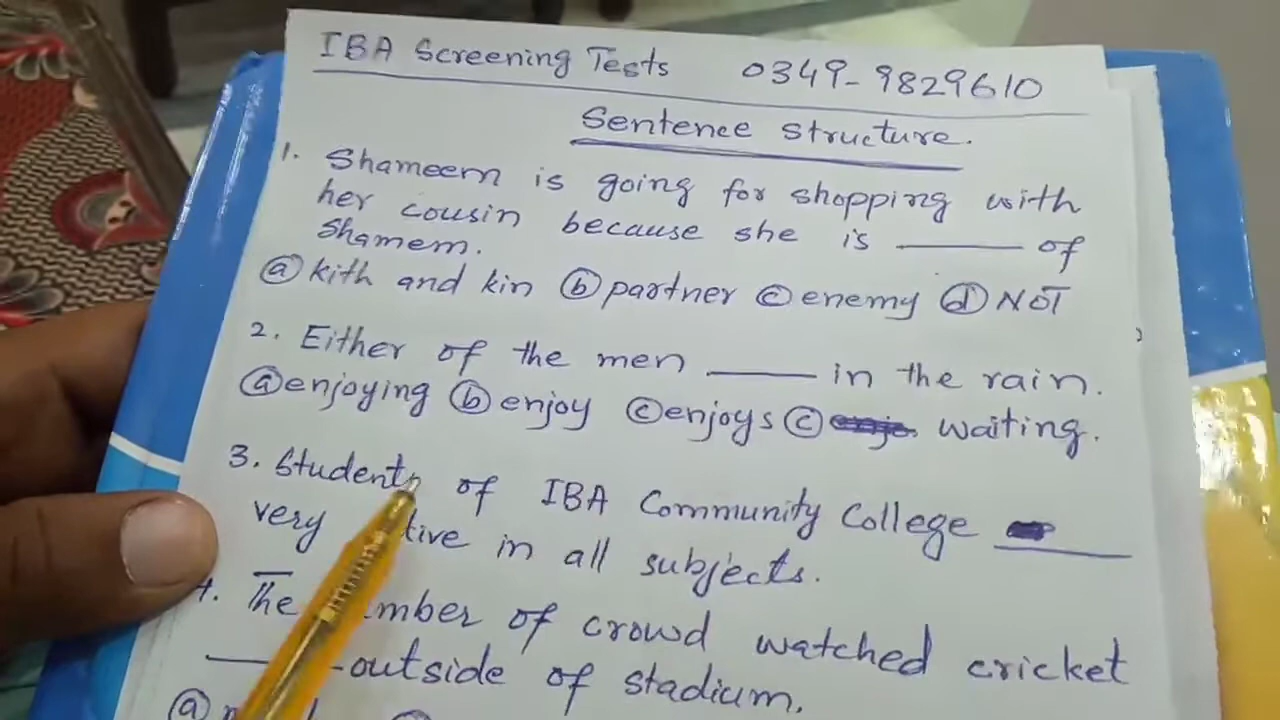 IBA Screening Tests 0349-9829610
Sentence Structure.
1. Shameem is going for shopping with
her cousin because she is ______ of
Shamem.
ⓐ kith and kin ⓑ partner ⓒ enemy ⓓ NOT
2. Either of the men ______ in the rain.
ⓐ enjoying ⓑ enjoy ⓒ enjoys ⓒ waiting.
3. Students of IBA Community College ______
very in all subjects.
4. The of crowd watched cricket
______ outside of stadium.
ⓐ